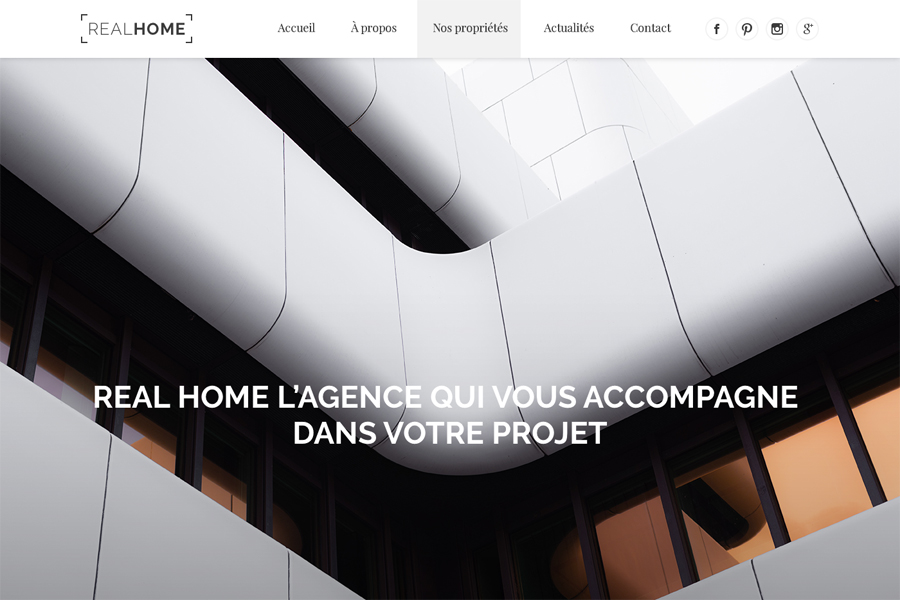 REALHOME
Accueil
À propos
Nos propriétés
Actualités
Contact
REAL HOME L’AGENCE QUI VOUS ACCOMPAGNE
DANS VOTRE PROJET